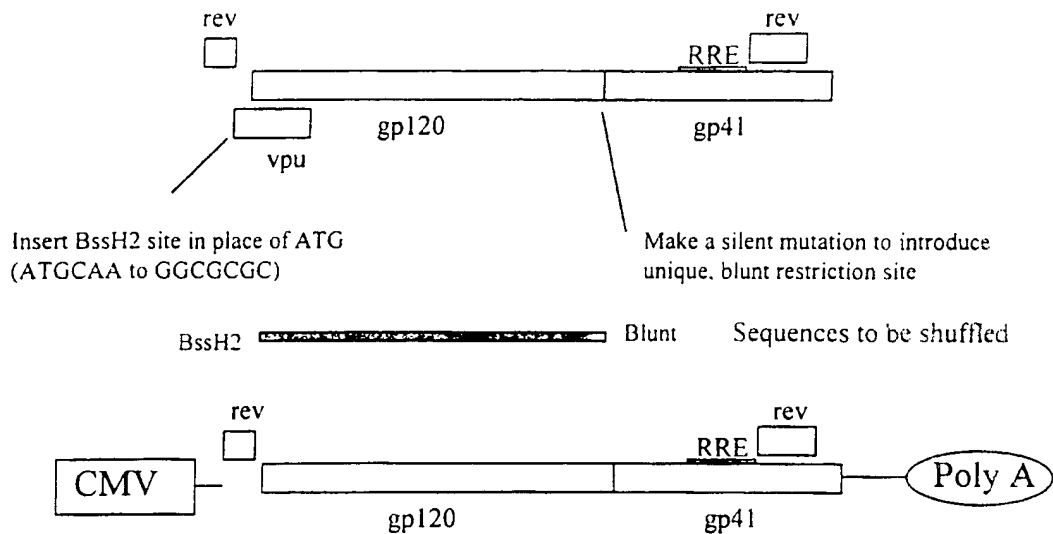 rev
rev
RRE
gp120
gp41
vpu
Insert BssH2 site in place of ATG
(ATGCAA to GGCGCGC)
Make a silent mutation to introduce
unique, blunt restriction site
BssH2
Blunt
Sequences to be shuffled
rev
rev
RRE
CMV
Poly A
gp120
gp41